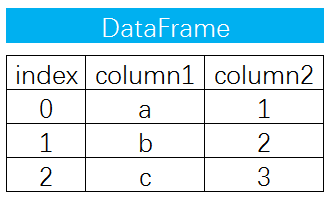 DataFrame
index column1 column2
0 a 1
1 b 2
2 c 3